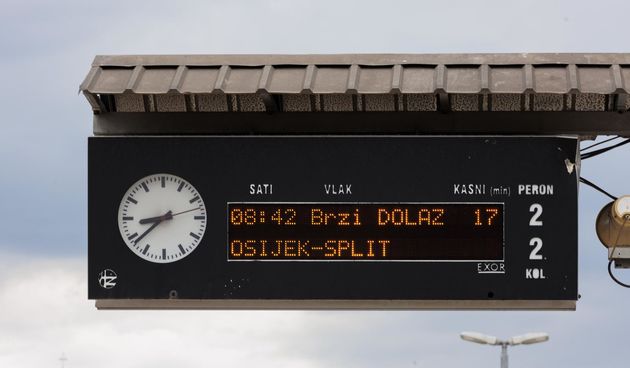 SATI VLAK KASNI (min) PERON
08:42 Brzi DOLAZ 17 2
OSIJEK-SPLIT 2
EXOR KOL.